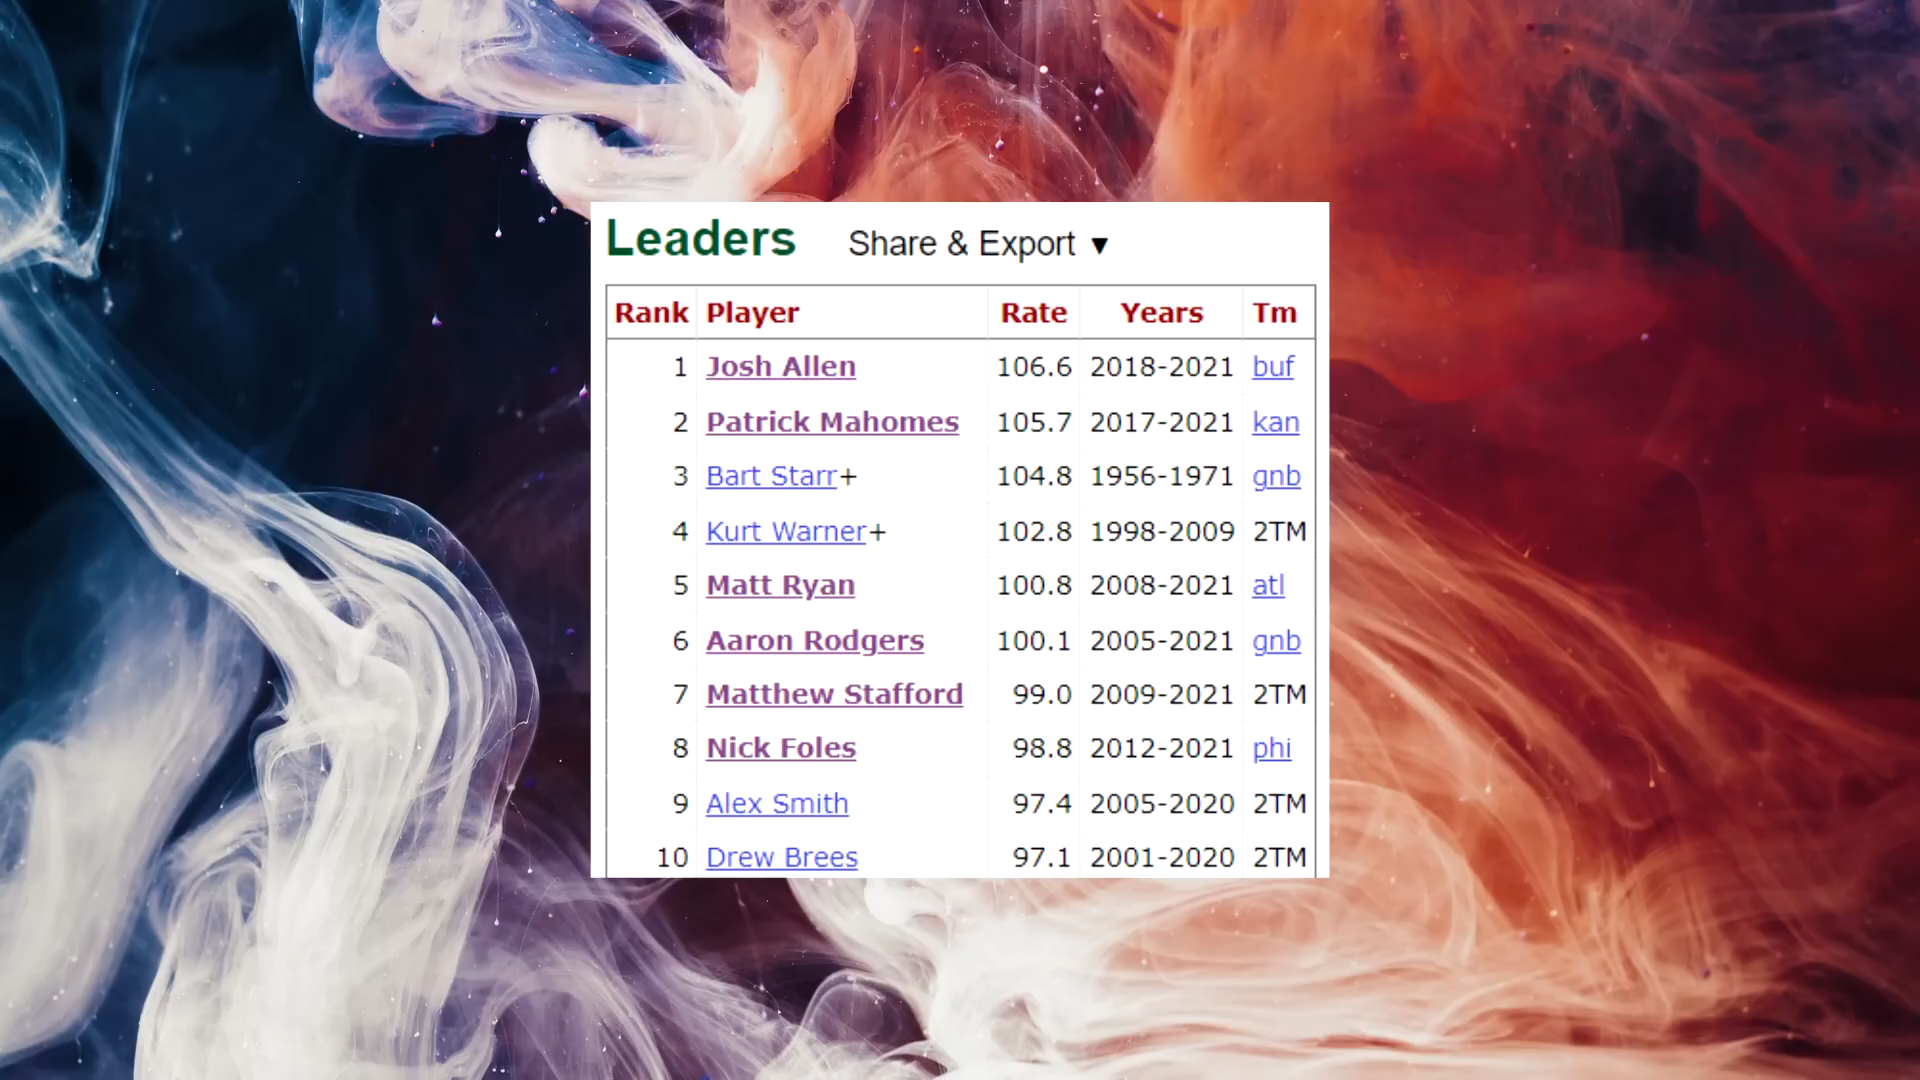 Leaders Share & Export ▼
Rank Player Rate Years Tm
1 Josh Allen 106.6 2018-2021 buf
2 Patrick Mahomes 105.7 2017-2021 kan
3 Bart Starr+ 104.8 1956-1971 gnb
4 Kurt Warner+ 102.8 1998-2009 2TM
5 Matt Ryan 100.8 2008-2021 atl
6 Aaron Rodgers 100.1 2005-2021 gnb
7 Matthew Stafford 99.0 2009-2021 2TM
8 Nick Foles 98.8 2012-2021 phi
9 Alex Smith 97.4 2005-2020 2TM
10 Drew Brees 97.1 2001-2020 2TM